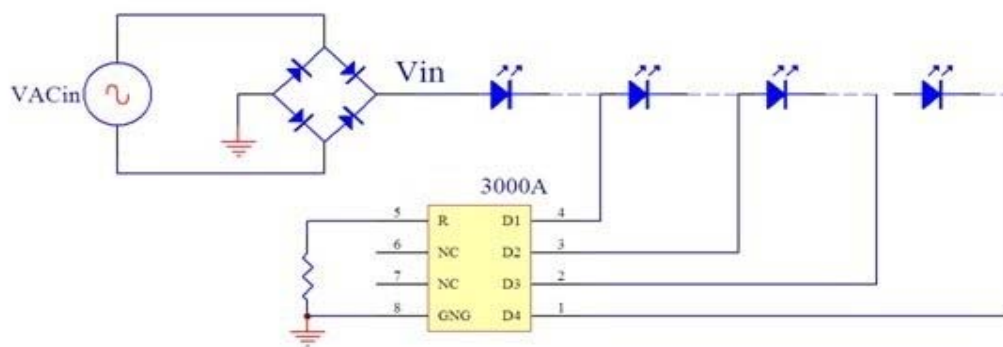 VACin
Vin
3000A
5 R D1 4
6 NC D2 3
7 NC D3 2
8 GNG D4 1